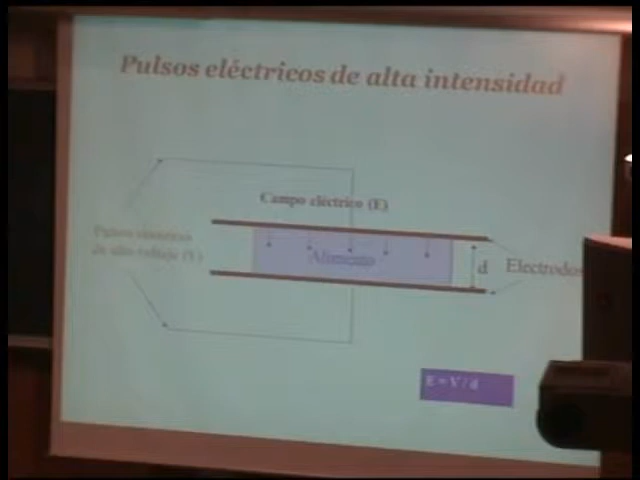 Pulsos eléctricos de alta intensidad
Campo eléctrico (E)
Pulsos eléctricos
de alto voltaje (V)
Alimento
d
Electrodos
E = V / d